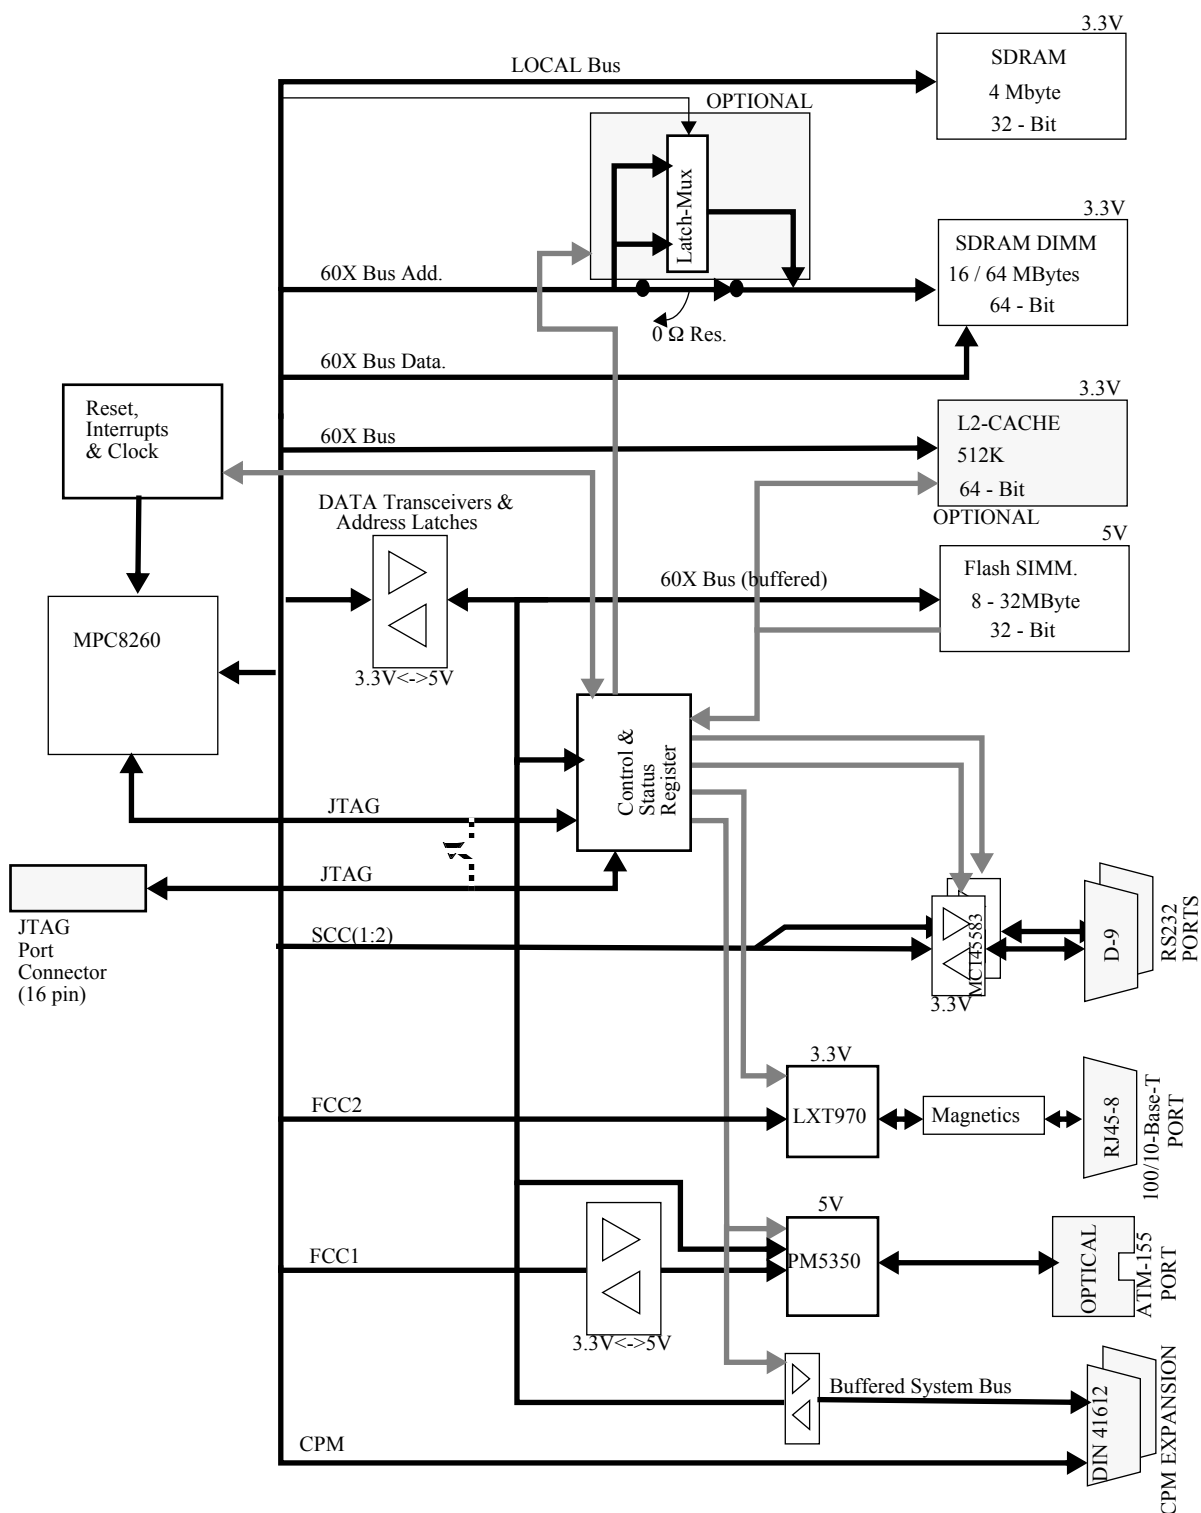 3.3V
SDRAM
4 Mbyte
32 - Bit
LOCAL Bus
OPTIONAL
Latch-Mux
3.3V
SDRAM DIMM
16 / 64 MBytes
64 - Bit
60X Bus Add.
0 Ω Res.
60X Bus Data.
Reset,
Interrupts
& Clock
3.3V
L2-CACHE
512K
64 - Bit
OPTIONAL
60X Bus
DATA Transceivers &
Address Latches
5V
Flash SIMM.
8 - 32MByte
32 - Bit
60X Bus (buffered)
MPC8260
3.3V<->5V
Control &
Status
Register
JTAG
JTAG
JTAG
Port
Connector
(16 pin)
SCC(1:2)
MC145583
3.3V
D-9
RS232
PORTS
3.3V
FCC2
LXT970
Magnetics
RJ45-8
100/10-Base-T
PORT
5V
FCC1
PM5350
OPTICAL
ATM-155
PORT
3.3V<->5V
Buffered System Bus
CPM
DIN 41612
CPM EXPANSION